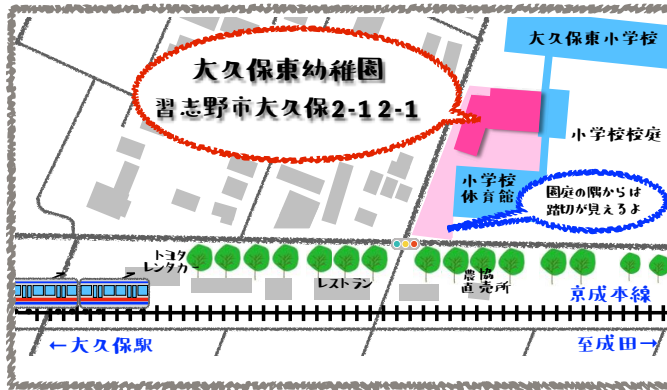 大久保東小学校
大久保東幼稚園
習志野市大久保2-12-1
小学校校庭
小学校
体育館
園庭の隅からは
踏切が見えるよ
トヨタ
レンタカー
レストラン
農協
直売所
京成本線
←大久保駅
至成田→